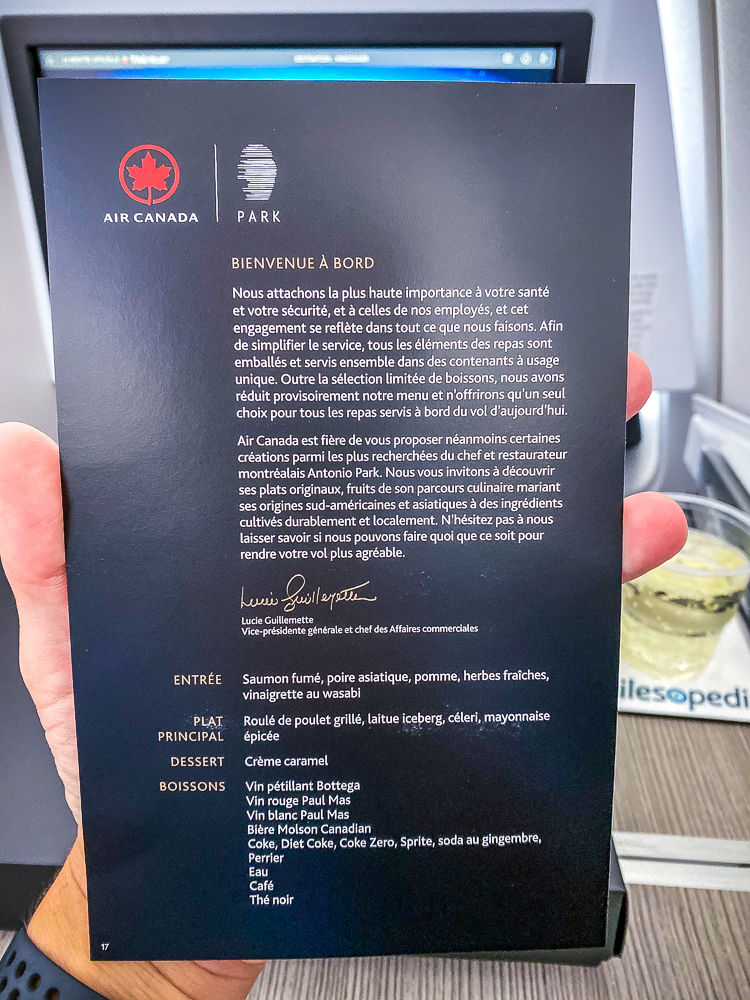 AIR CANADA
PARK
BIENVENUE À BORD
Nous attachons la plus haute importance à votre santé
et votre sécurité, et à celles de nos employés, et cet
engagement se reflète dans tout ce que nous faisons. Afin
de simplifier le service, tous les éléments des repas sont
emballés et servis ensemble dans des contenants à usage
unique. Outre la sélection limitée de boissons, nous avons
réduit provisoirement notre menu et n'offrirons qu'un seul
choix pour tous les repas servis à bord du vol d'aujourd'hui.
Air Canada est fière de vous proposer néanmoins certaines
créations parmi les plus recherchées du chef et restaurateur
montréalais Antonio Park. Nous vous invitons à découvrir
ses plats originaux, fruits de son parcours culinaire mariant
ses origines sud-américaines et asiatiques à des ingrédients
cultivés durablement et localement. N'hésitez pas à nous
laisser savoir si nous pouvons faire quoi que ce soit pour
rendre votre vol plus agréable.
Lucie Guillemette
Lucie Guillemette
Vice-présidente générale et chef des Affaires commerciales
ENTRÉE Saumon fumé, poire asiatique, pomme, herbes fraîches,
vinaigrette au wasabi
PLAT PRINCIPAL Roulé de poulet grillé, laitue iceberg, céleri, mayonnaise
épicée
DESSERT Crème caramel
BOISSONS Vin pétillant Bottega
Vin rouge Paul Mas
Vin blanc Paul Mas
Bière Molson Canadian
Coke, Diet Coke, Coke Zero, Sprite, soda au gingembre,
Perrier
Eau
Café
Thé noir
17
ilesopedi